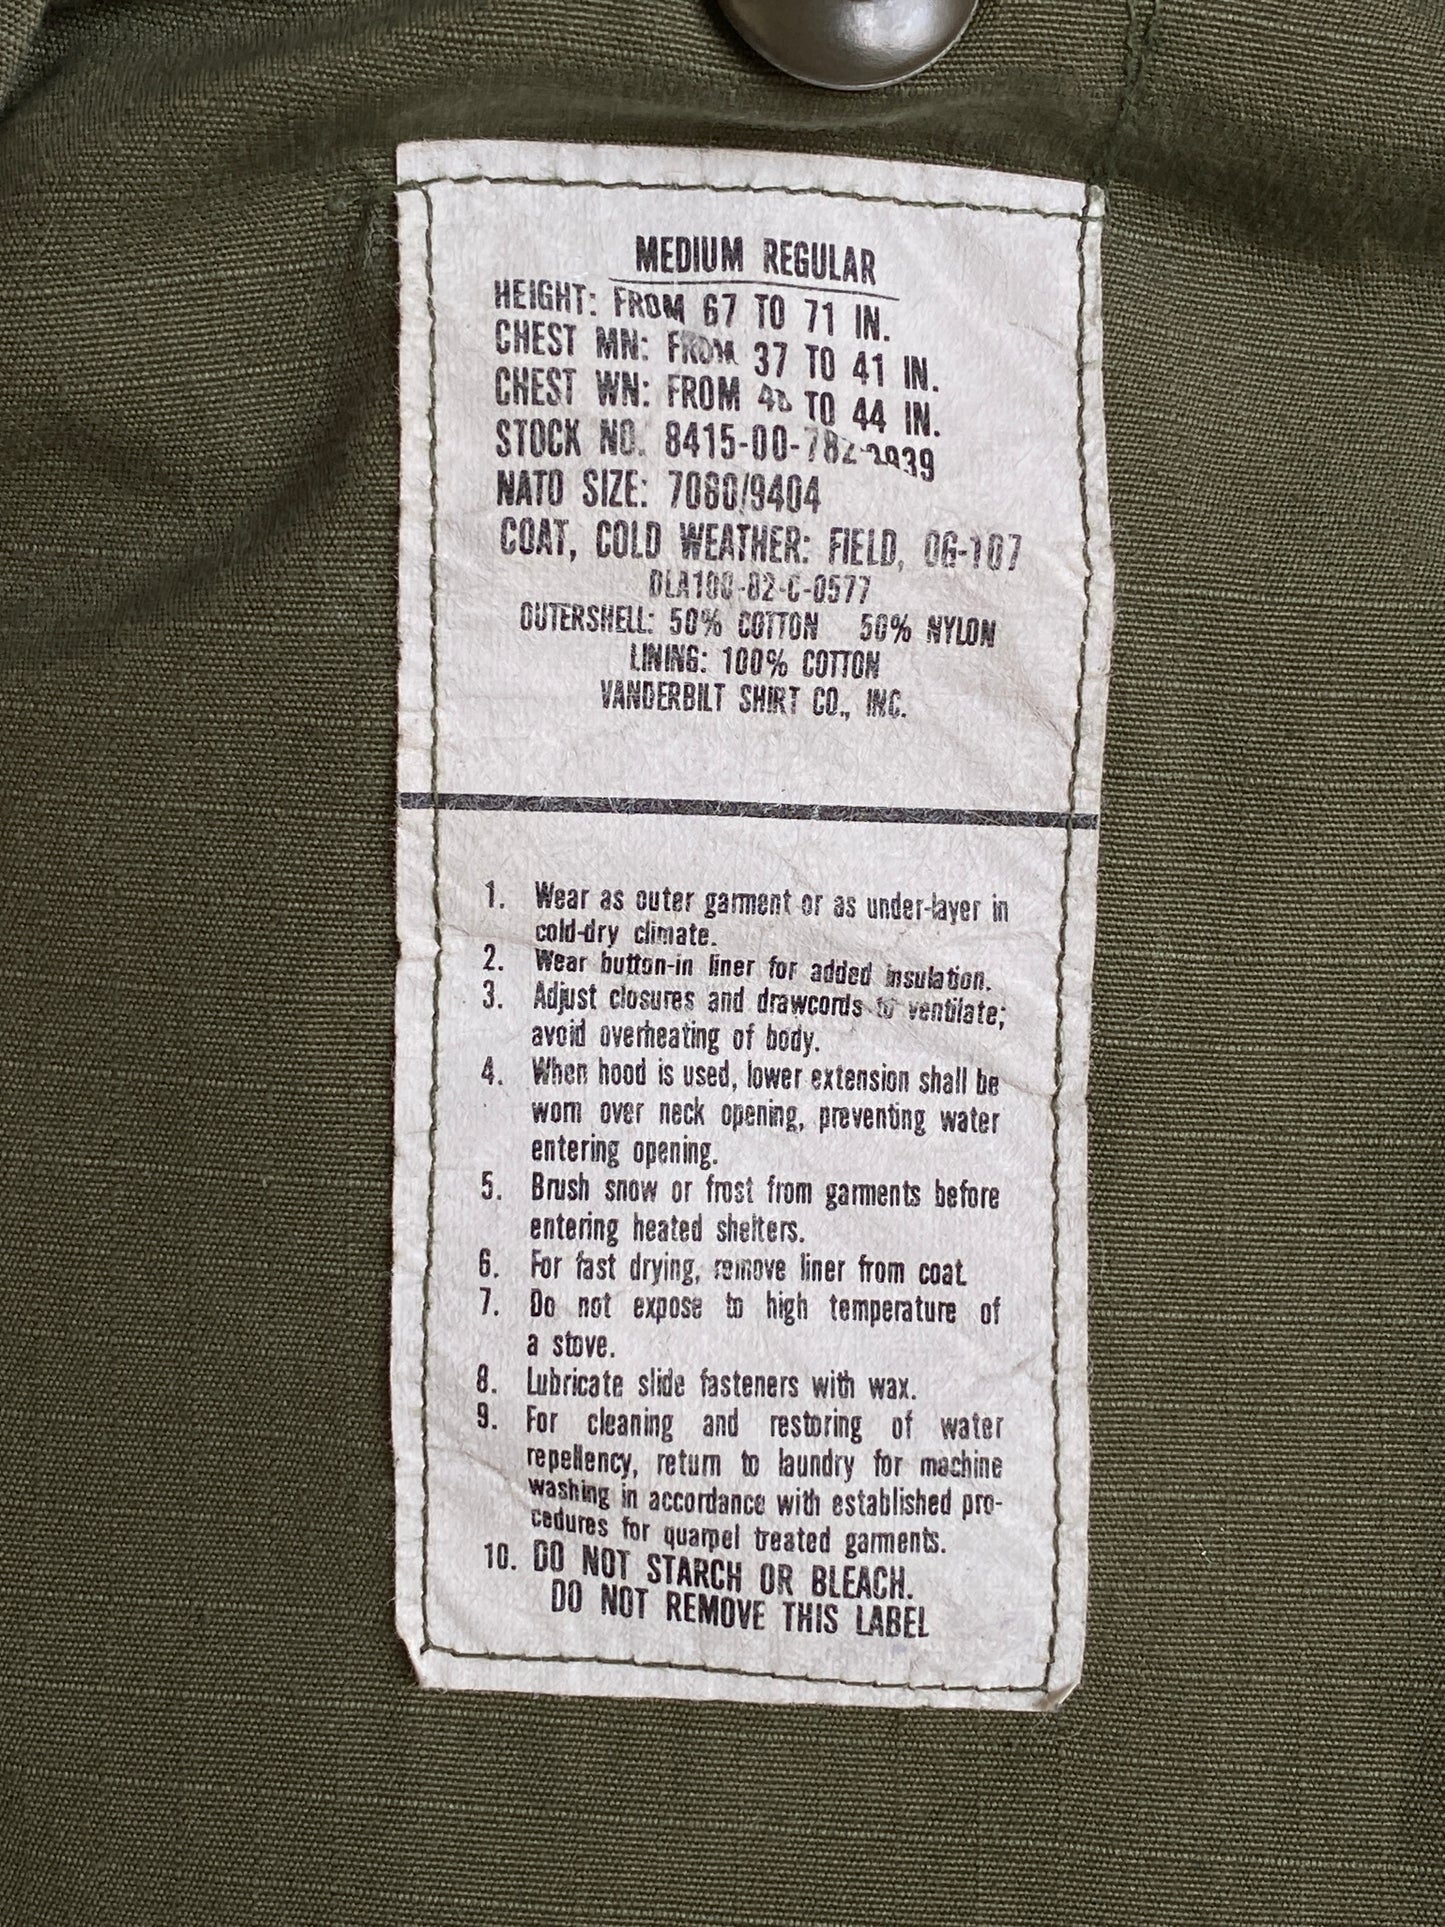 MEDIUM REGULAR
HEIGHT: FROM 67 TO 71 IN.
CHEST MN: FROM 37 TO 41 IN.
CHEST WN: FROM TO 44 IN.
STOCK NO. 8415-00-782-2939
NATO SIZE: 7080/9404
COAT, COLD WEATHER: FIELD, OG-107
DLA100-82-C-0577
OUTERSHELL: 50% COTTON 50% NYLON
LINING: 100% COTTON
VANDERBILT SHIRT CO., INC.
1. Wear as outer garment or as under-layer in
cold-dry climate.
2. Wear button-in liner for added insulation.
3. Adjust closures and drawcords to ventilate;
avoid overheating of body.
4. When hood is used, lower extension shall be
worn over neck opening, preventing water
entering opening.
5. Brush snow or frost from garments before
entering heated shelters.
6. For fast drying, remove liner from coat.
7. Do not expose to high temperature of
a stove.
8. Lubricate slide fasteners with wax.
9. For cleaning and restoring of water
repellency, return to laundry for machine
washing in accordance with established pro-
cedures for quarpel treated garments.
10. DO NOT STARCH OR BLEACH.
DO NOT REMOVE THIS LABEL